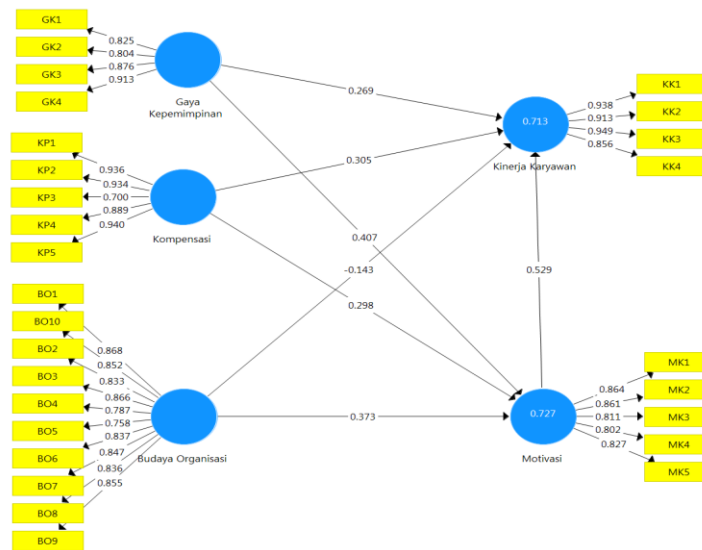 GK1
GK2
GK3
GK4
0.825
0.804
0.876
0.913
Gaya
Kepemimpinan
KP1
KP2
KP3
KP4
KP5
0.936
0.934
0.700
0.889
0.940
Kompensasi
BO1
BO10
BO2
BO3
BO4
BO5
BO6
BO7
BO8
BO9
0.868
0.852
0.833
0.866
0.787
0.758
0.837
0.847
0.836
0.855
Budaya Organisasi
0.269
0.305
0.407
-0.143
0.298
0.373
0.529
0.713
Kinerja Karyawan
0.938
0.913
0.949
0.856
KK1
KK2
KK3
KK4
0.727
Motivasi
0.864
0.861
0.811
0.802
0.827
MK1
MK2
MK3
MK4
MK5